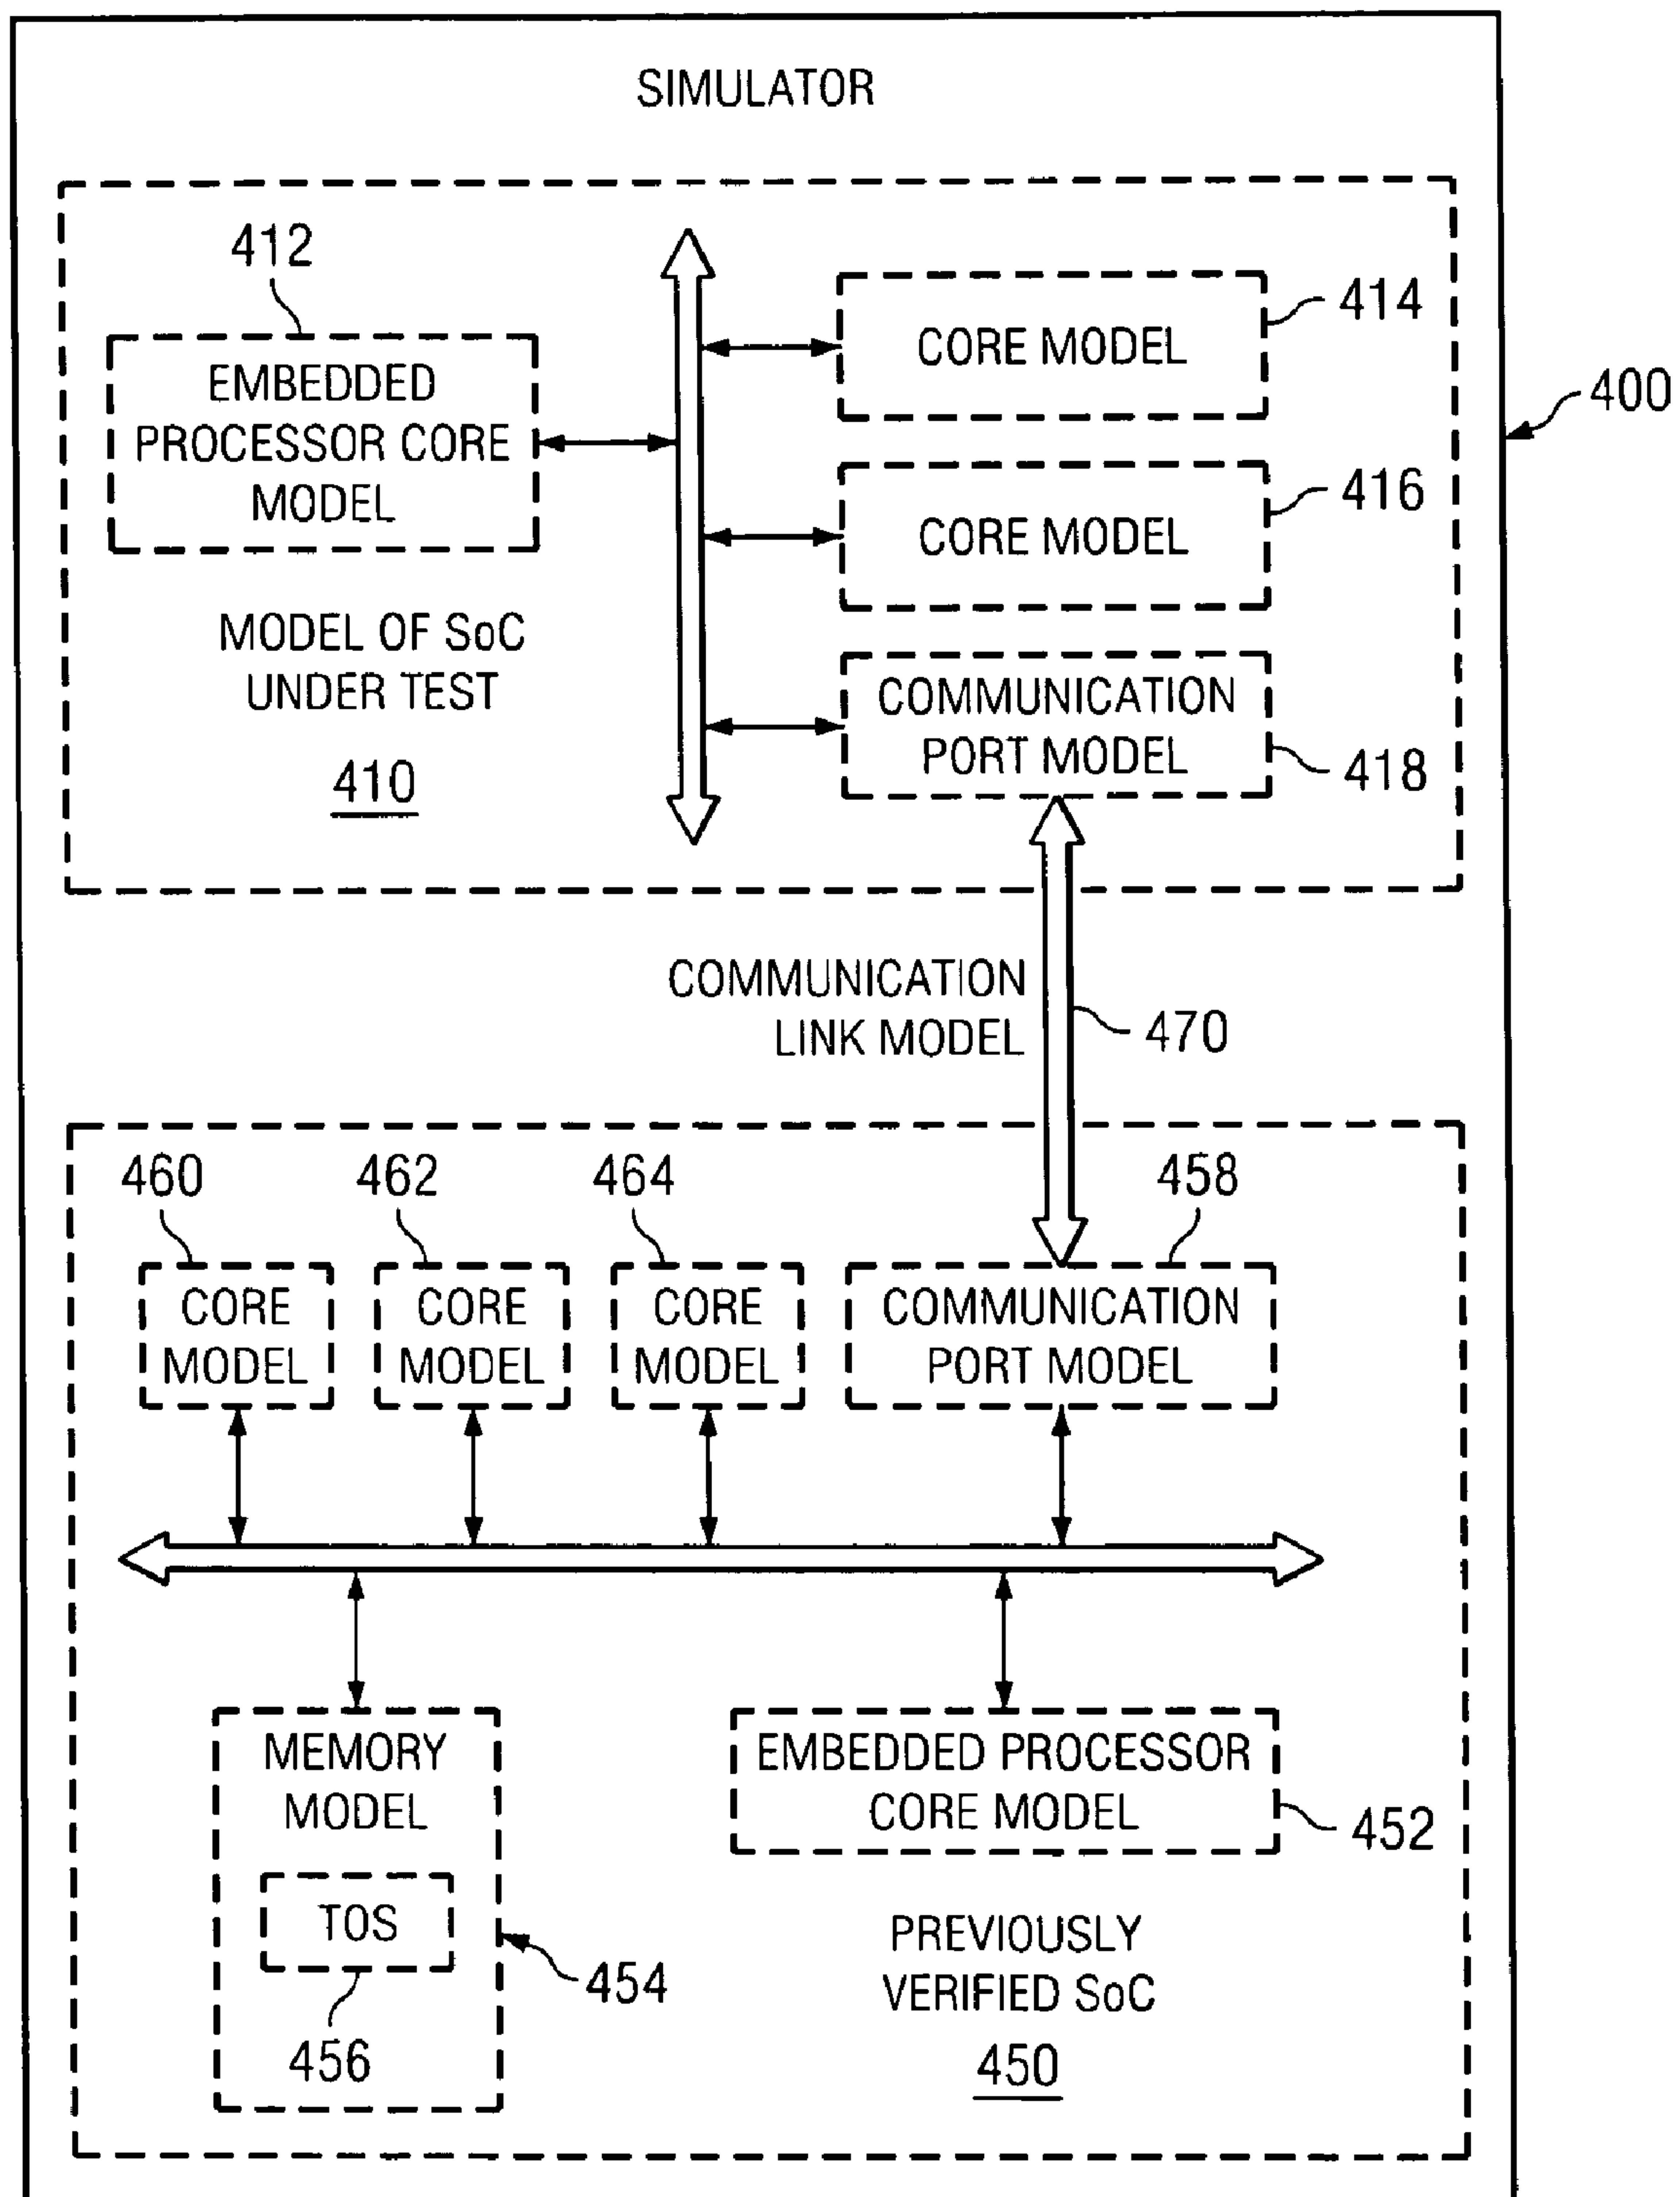 SIMULATOR
412
EMBEDDED
PROCESSOR CORE
MODEL
MODEL OF SoC
UNDER TEST
410
CORE MODEL
414
400
CORE MODEL
416
COMMUNICATION
PORT MODEL
418
COMMUNICATION
LINK MODEL
470
460
462
464
458
CORE
MODEL
CORE
MODEL
CORE
MODEL
COMMUNICATION
PORT MODEL
MEMORY
MODEL
TOS
456
454
EMBEDDED PROCESSOR
CORE MODEL
452
PREVIOUSLY
VERIFIED SoC
450